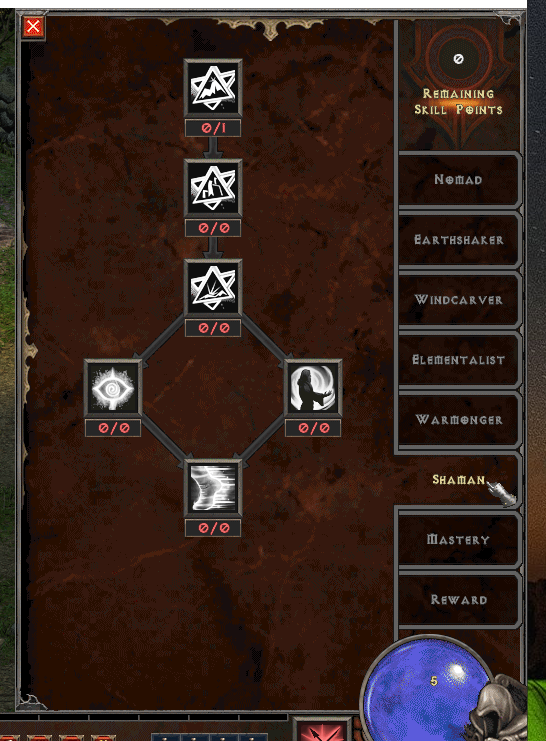 0
Remaining
Skill Points
0/1
Nomad
0/0
Earthshaker
0/0
Windcarver
Elementalist
0/0
0/0
Warmonger
Shaman
0/0
Mastery
Reward
5